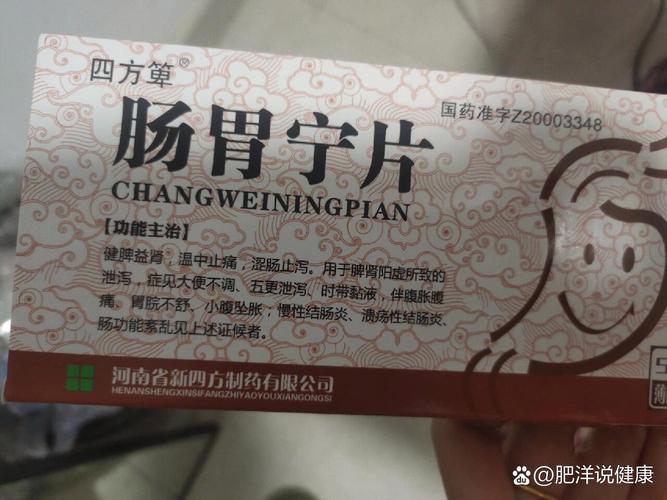 四方箄®
国药准字Z20003348
肠胃宁片
CHANGWEININGPIAN
【功能主治】
健脾益肾，温中止痛，涩肠止泻。用于脾肾阳虚所致的
泄泻，症见大便不调、五更泄泻、时带黏液，伴腹胀腹
痛、胃脘不舒、小腹坠胀；慢性结肠炎、溃疡性结肠炎、
肠功能紊乱见上述证候者。
河南省新四方制药有限公司
HENANSHENGXINSIFANGZHIYAOYOUXIANGONGSI
薄
肥洋说健康